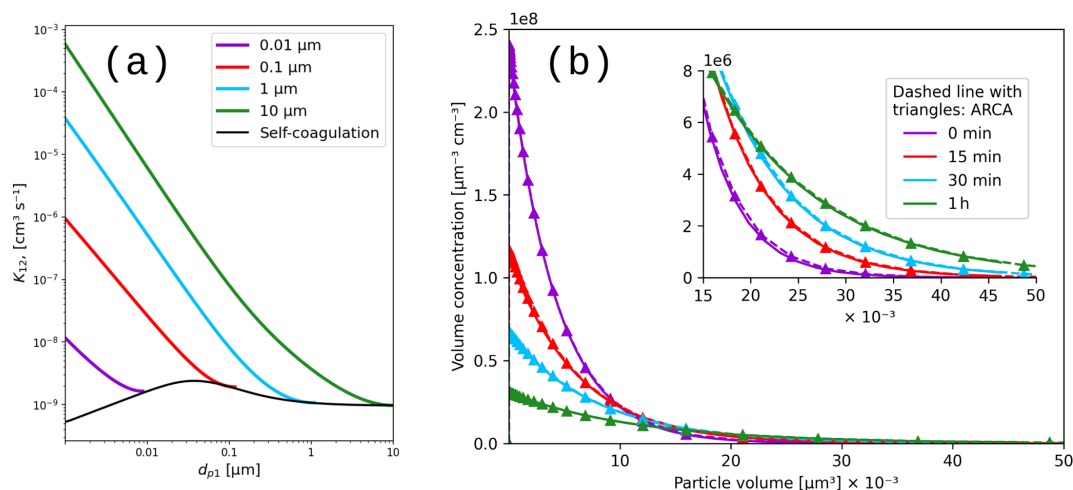 (a)
0.01 μm
0.1 μm
1 μm
10 μm
Self-coagulation
10⁻³
10⁻⁴
10⁻⁵
10⁻⁶
10⁻⁷
10⁻⁸
10⁻⁹
K₁₂, [cm³ s⁻¹]
0.01
0.1
1
10
dₚ₁ [μm]
(b)
1e8
2.5
2.0
1.5
1.0
0.5
0.0
Volume concentration [μm⁻³ cm⁻³]
10
20
30
40
50
Particle volume [μm³] × 10⁻³
1e6
8
6
4
2
0
15
20
25
30
35
40
45
50
× 10⁻³
Dashed line with
triangles: ARCA
0 min
15 min
30 min
1 h